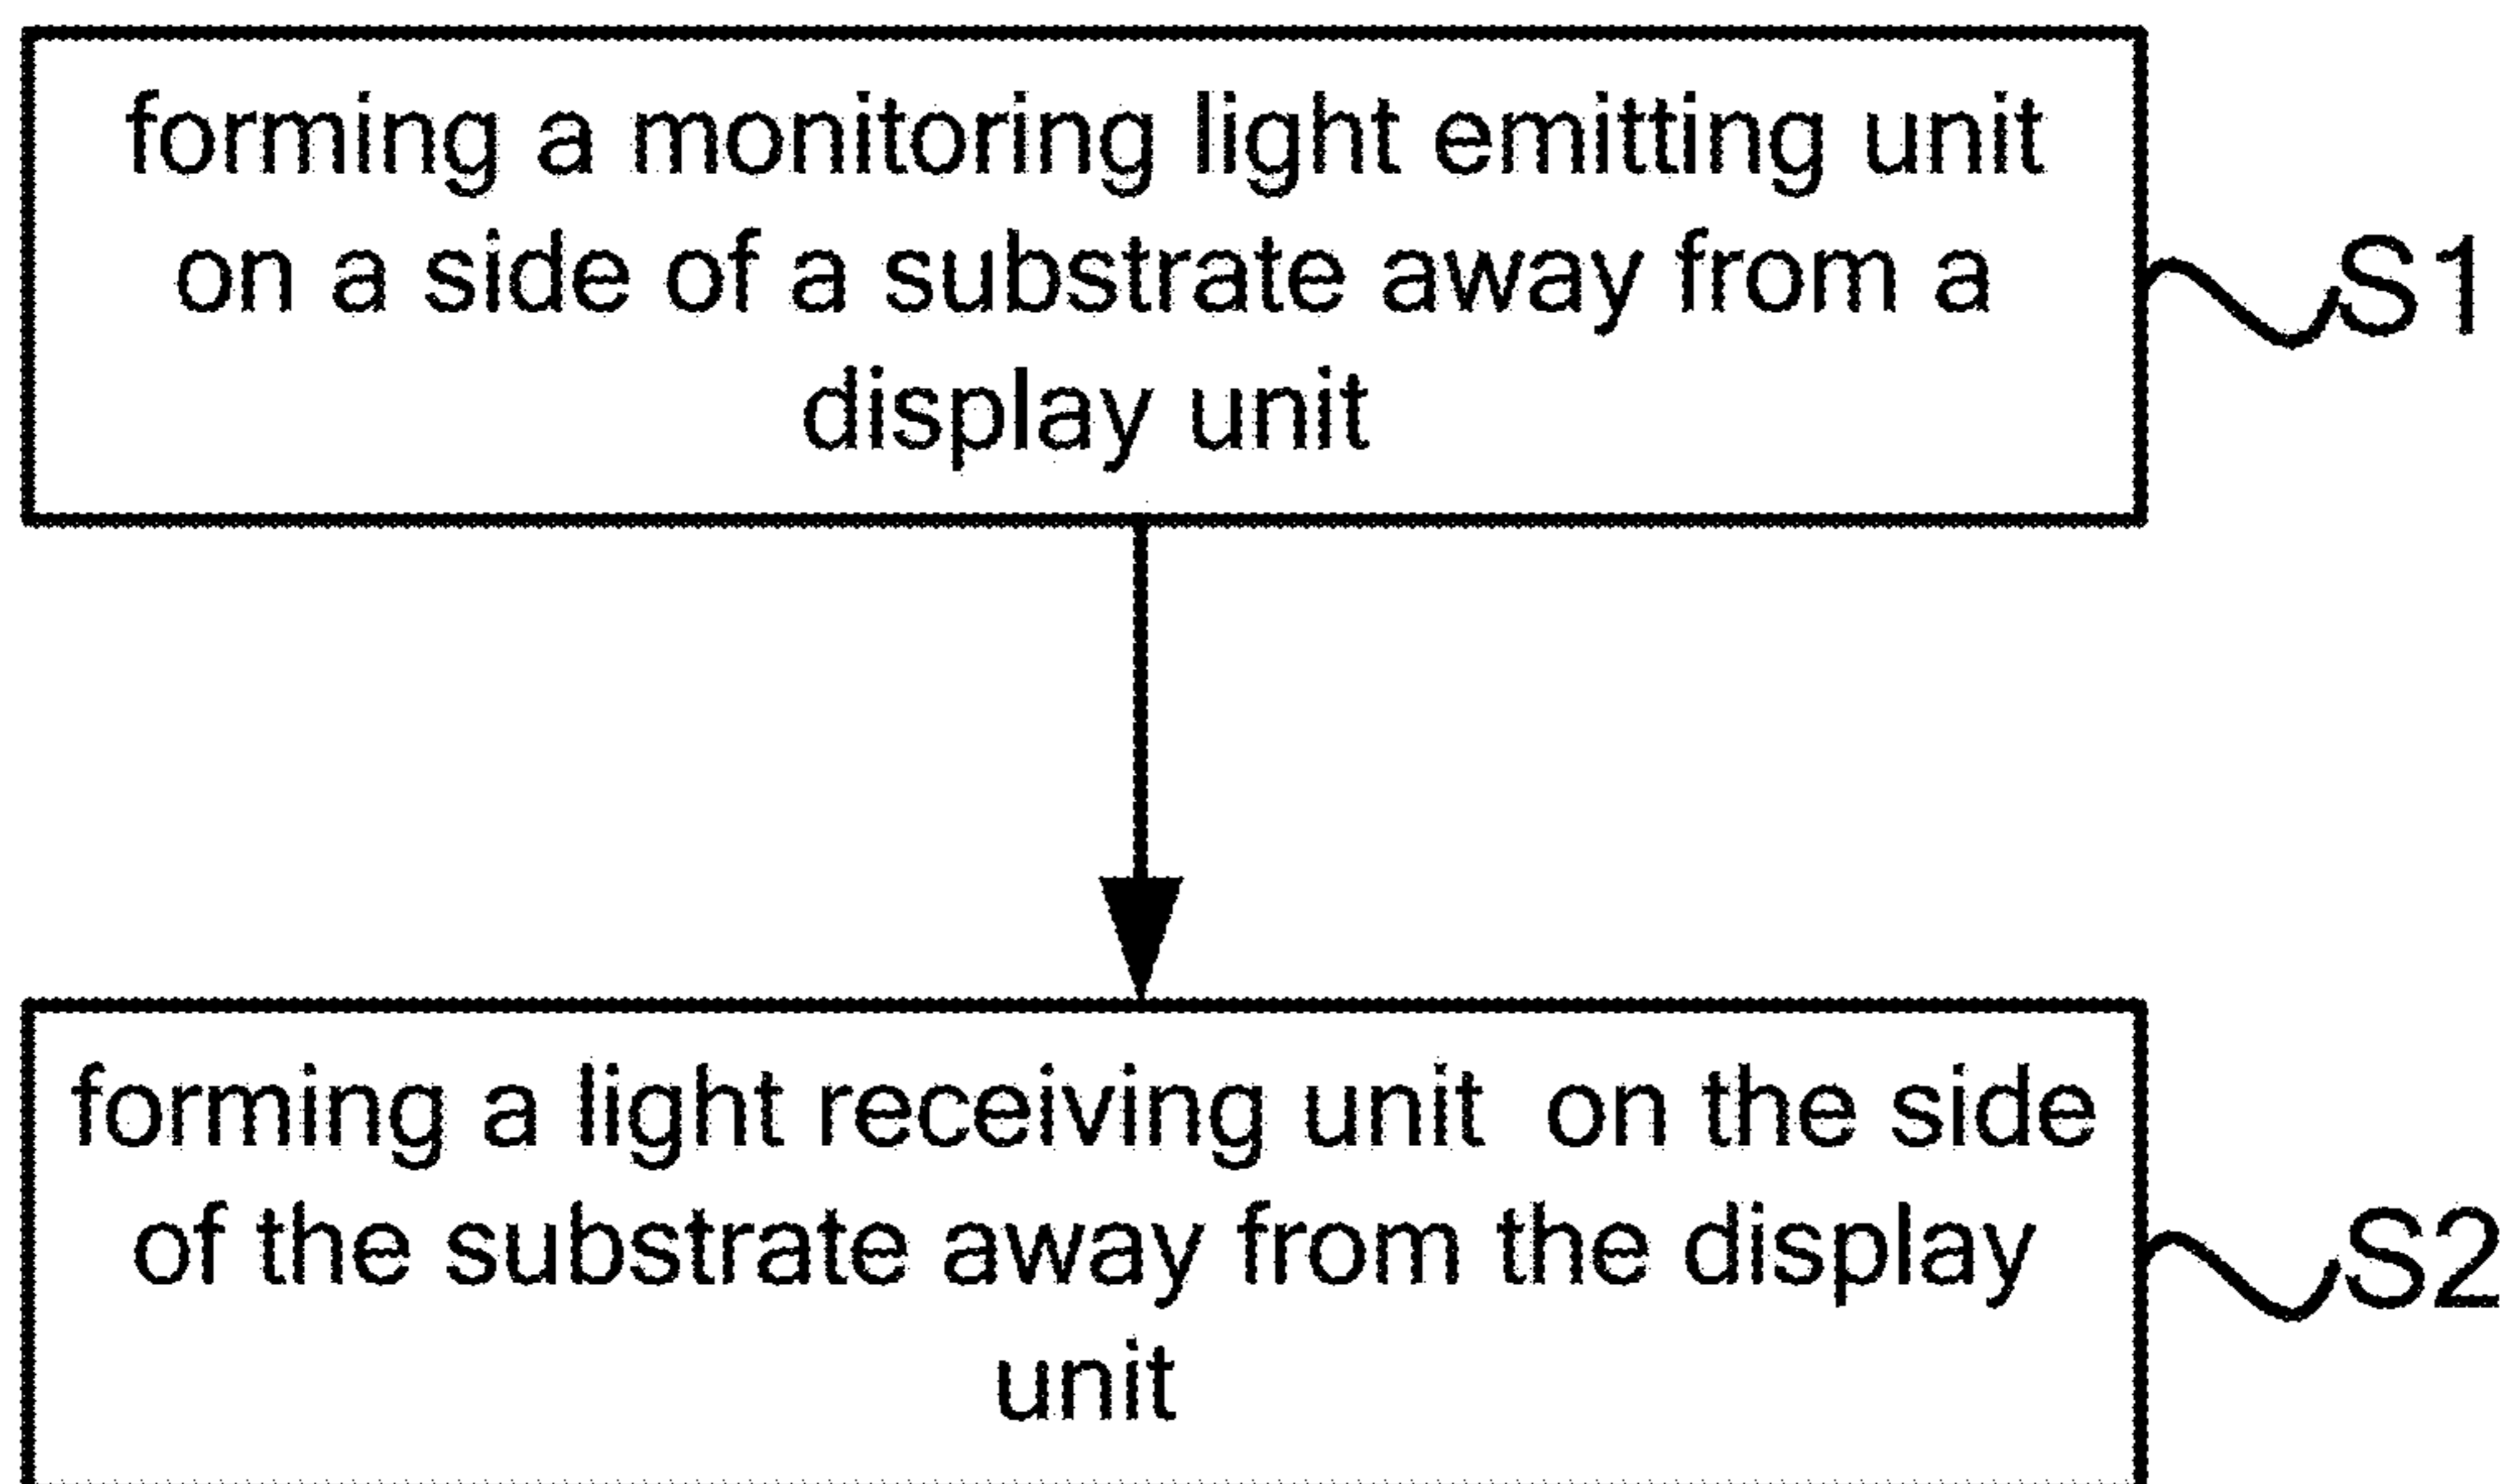 forming a monitoring light emitting unit
on a side of a substrate away from a
display unit
S1
forming a light receiving unit on the side
of the substrate away from the display
unit
S2